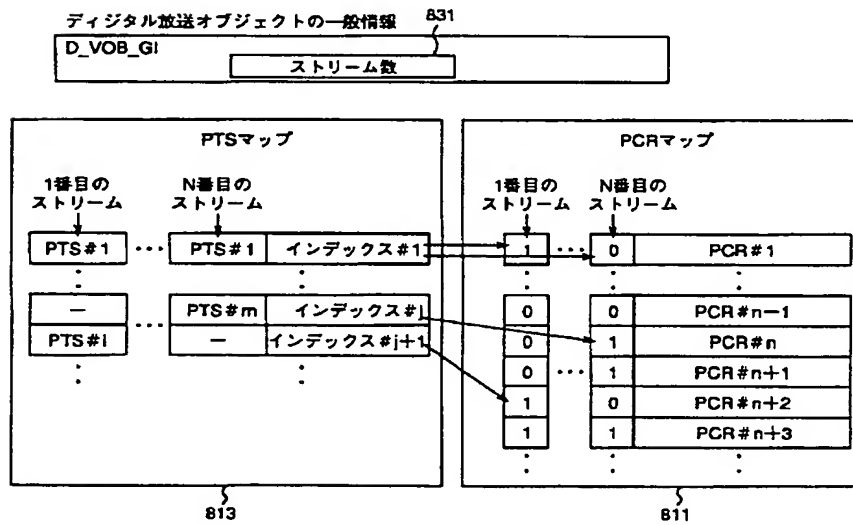 ディジタル放送オブジェクトの一般情報
831
D_VOB_GI
ストリーム数
PTSマップ
1番目の
ストリーム
N番目の
ストリーム
PTS#1 ... PTS#1 インデックス#1
— PTS#m インデックス#j
PTS#i ... — インデックス#j+1
813
PCRマップ
1番目の
ストリーム
N番目の
ストリーム
1 ... 0 PCR#1
0 0 PCR#n-1
0 1 PCR#n
0 ... 1 PCR#n+1
1 0 PCR#n+2
1 1 PCR#n+3
811